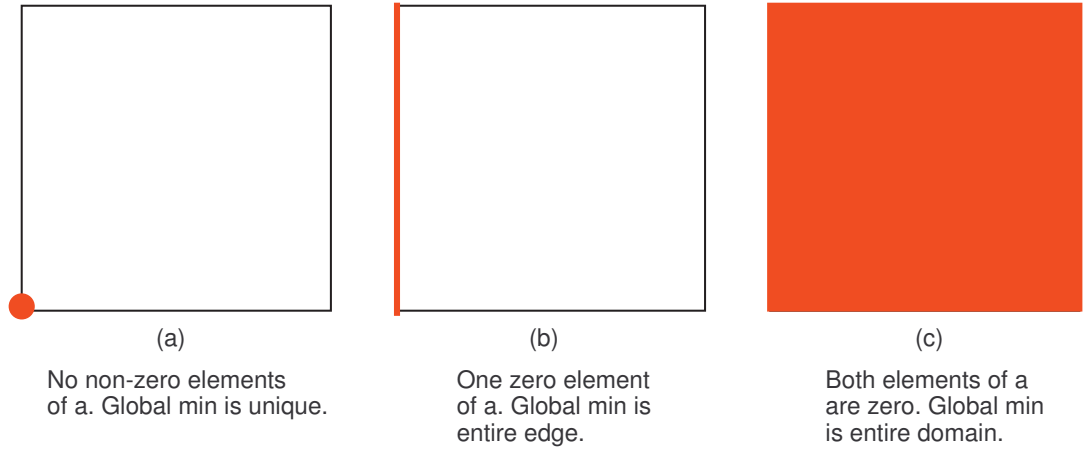 (a)
No non-zero elements
of a. Global min is unique.
(b)
One zero element
of a. Global min is
entire edge.
(c)
Both elements of a
are zero. Global min
is entire domain.